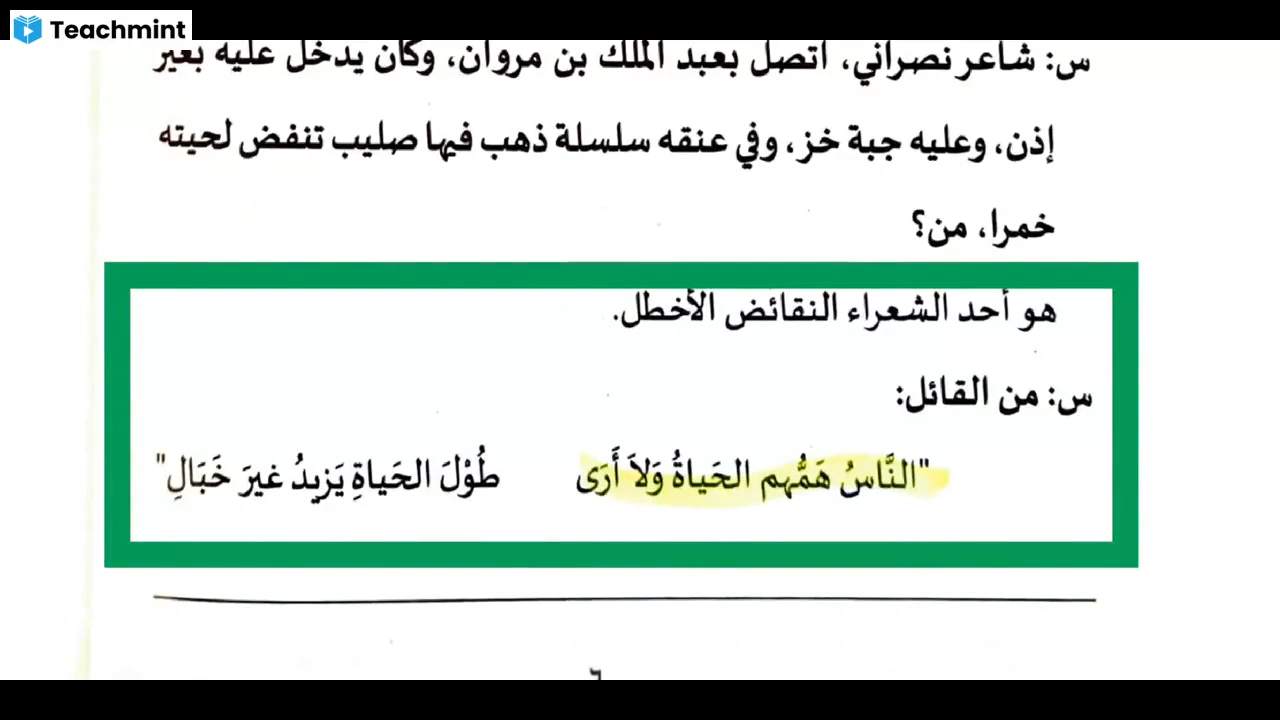 Teachmint
س: شاعر نصراني، اتصل بعبد الملك بن مروان، وكان يدخل عليه بغير
إذن، وعليه جبة خز، وفي عنقه سلسلة ذهب فيها صليب تنفض لحيته
خمرا، من؟
هو أحد الشعراء النقائض الأخطل.
س: من القائل:
"النَّاسُ هَمُّهم الحَياةُ وَلاَ أَرَى طُوْلَ الحَياةِ يَزيدُ غيرَ خَبَالِ"